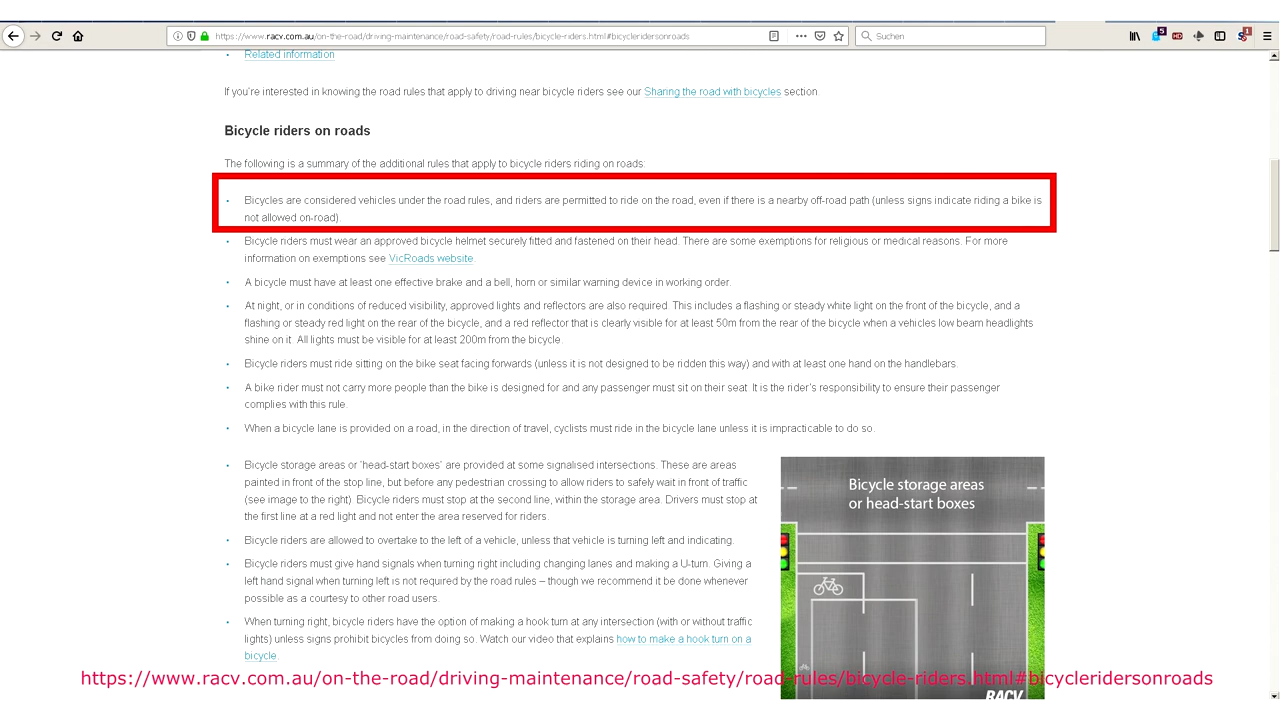 https://www.racv.com.au/on-the-road/driving-maintenance/road-safety/road-rules/bicycle-riders.html#bicycleridersonroads
Suchen
5
1
Related information
If you're interested in knowing the road rules that apply to driving near bicycle riders see our Sharing the road with bicycles section.
Bicycle riders on roads
The following is a summary of the additional rules that apply to bicycle riders riding on roads:
Bicycles are considered vehicles under the road rules, and riders are permitted to ride on the road, even if there is a nearby off-road path (unless signs indicate riding a bike is
not allowed on-road).
Bicycle riders must wear an approved bicycle helmet securely fitted and fastened on their head. There are some exemptions for religious or medical reasons. For more
information on exemptions see VicRoads website.
A bicycle must have at least one effective brake and a bell, horn or similar warning device in working order.
At night, or in conditions of reduced visibility, approved lights and reflectors are also required. This includes a flashing or steady white light on the front of the bicycle, and a
flashing or steady red light on the rear of the bicycle, and a red reflector that is clearly visible for at least 50m from the rear of the bicycle when a vehicles low beam headlights
shine on it. All lights must be visible for at least 200m from the bicycle.
Bicycle riders must ride sitting on the bike seat facing forwards (unless it is not designed to be ridden this way) and with at least one hand on the handlebars.
A bike rider must not carry more people than the bike is designed for and any passenger must sit on their seat. It is the rider's responsibility to ensure their passenger
complies with this rule.
When a bicycle lane is provided on a road, in the direction of travel, cyclists must ride in the bicycle lane unless it is impracticable to do so.
Bicycle storage areas or 'head-start boxes' are provided at some signalised intersections. These are areas
painted in front of the stop line, but before any pedestrian crossing to allow riders to safely wait in front of traffic
(see image to the right). Bicycle riders must stop at the second line, within the storage area. Drivers must stop at
the first line at a red light and not enter the area reserved for riders.
Bicycle riders are allowed to overtake to the left of a vehicle, unless that vehicle is turning left and indicating.
Bicycle riders must give hand signals when turning right including changing lanes and making a U-turn. Giving a
left hand signal when turning left is not required by the road rules – though we recommend it be done whenever
possible as a courtesy to other road users.
When turning right, bicycle riders have the option of making a hook turn at any intersection (with or without traffic
lights) unless signs prohibit bicycles from doing so. Watch our video that explains how to make a hook turn on a
bicycle.
Bicycle storage areas
or head-start boxes
RACV
https://www.racv.com.au/on-the-road/driving-maintenance/road-safety/road-rules/bicycle-riders.html#bicycleridersonroads